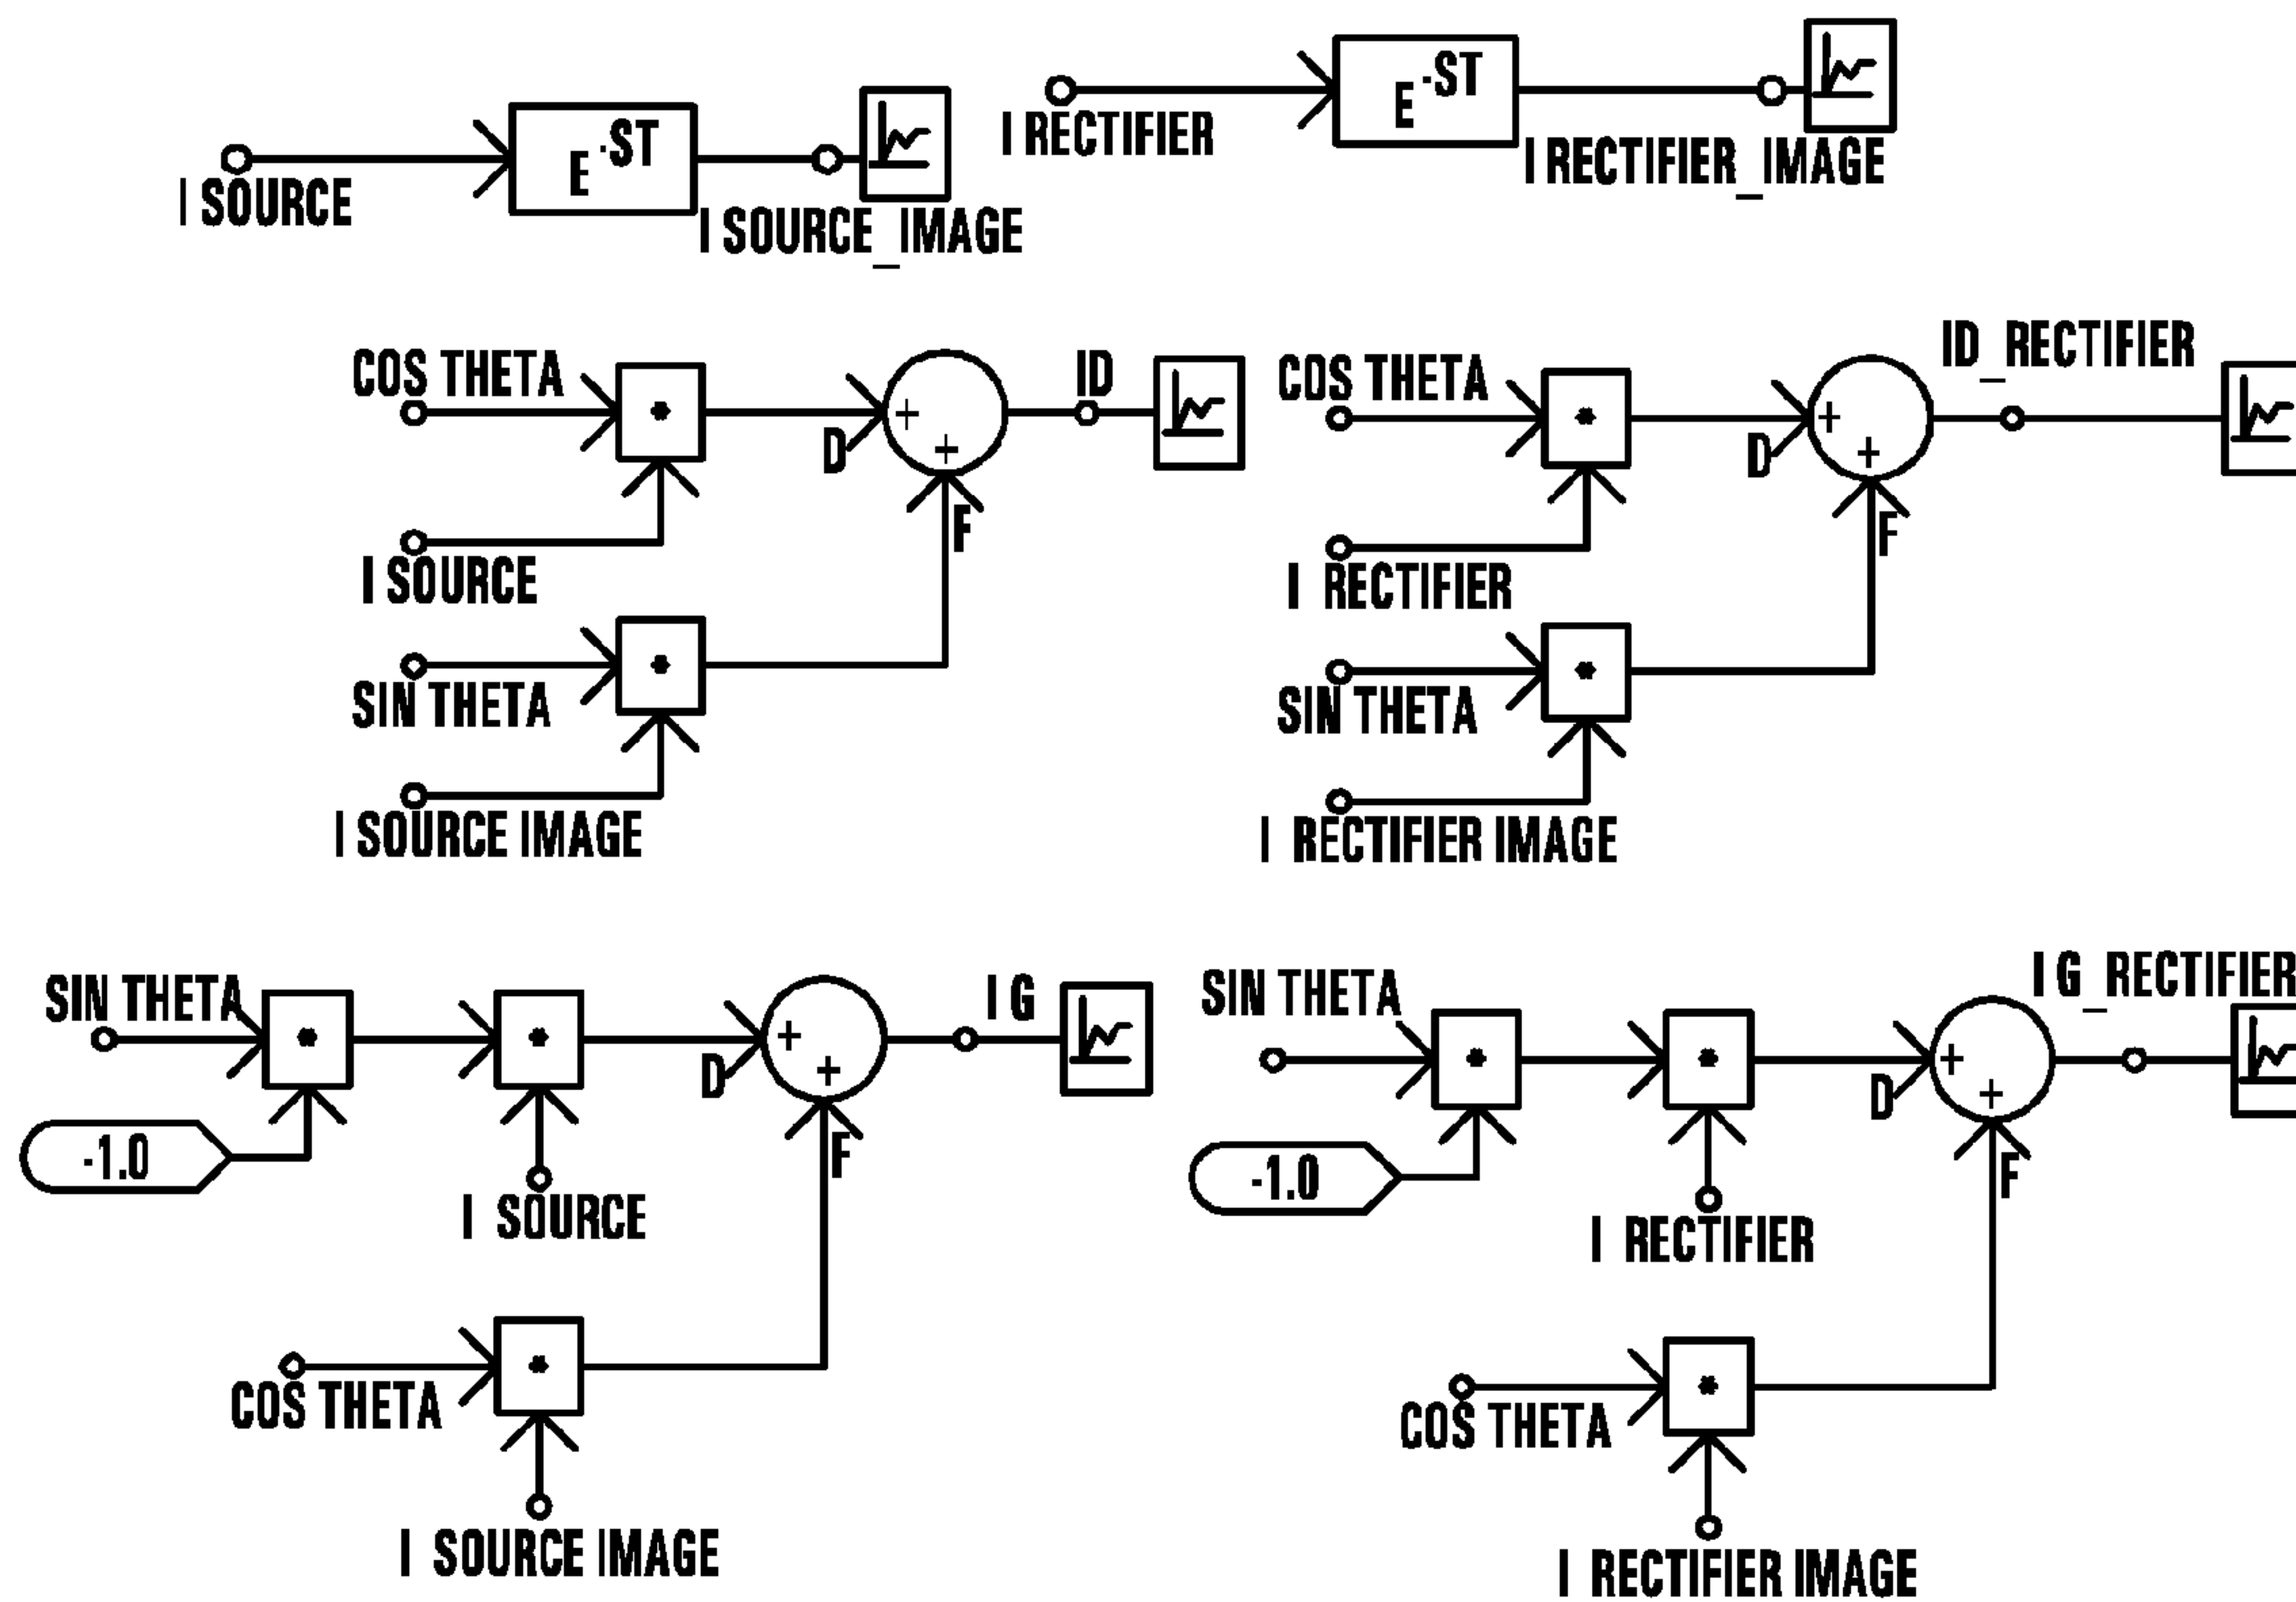 I SOURCE
E -ST
I SOURCE_IMAGE
I RECTIFIER
E -ST
I RECTIFIER_IMAGE
COS THETA
*
D
+
+
F
ID
I SOURCE
SIN THETA
*
I SOURCE IMAGE
COS THETA
*
D
+
+
F
ID_RECTIFIER
I RECTIFIER
SIN THETA
*
I RECTIFIER IMAGE
SIN THETA
*
*
D
+
+
F
I G
-1.0
I SOURCE
COS THETA
*
I SOURCE IMAGE
SIN THETA
*
*
D
+
+
F
I G_RECTIFIER
-1.0
I RECTIFIER
COS THETA
*
I RECTIFIER IMAGE